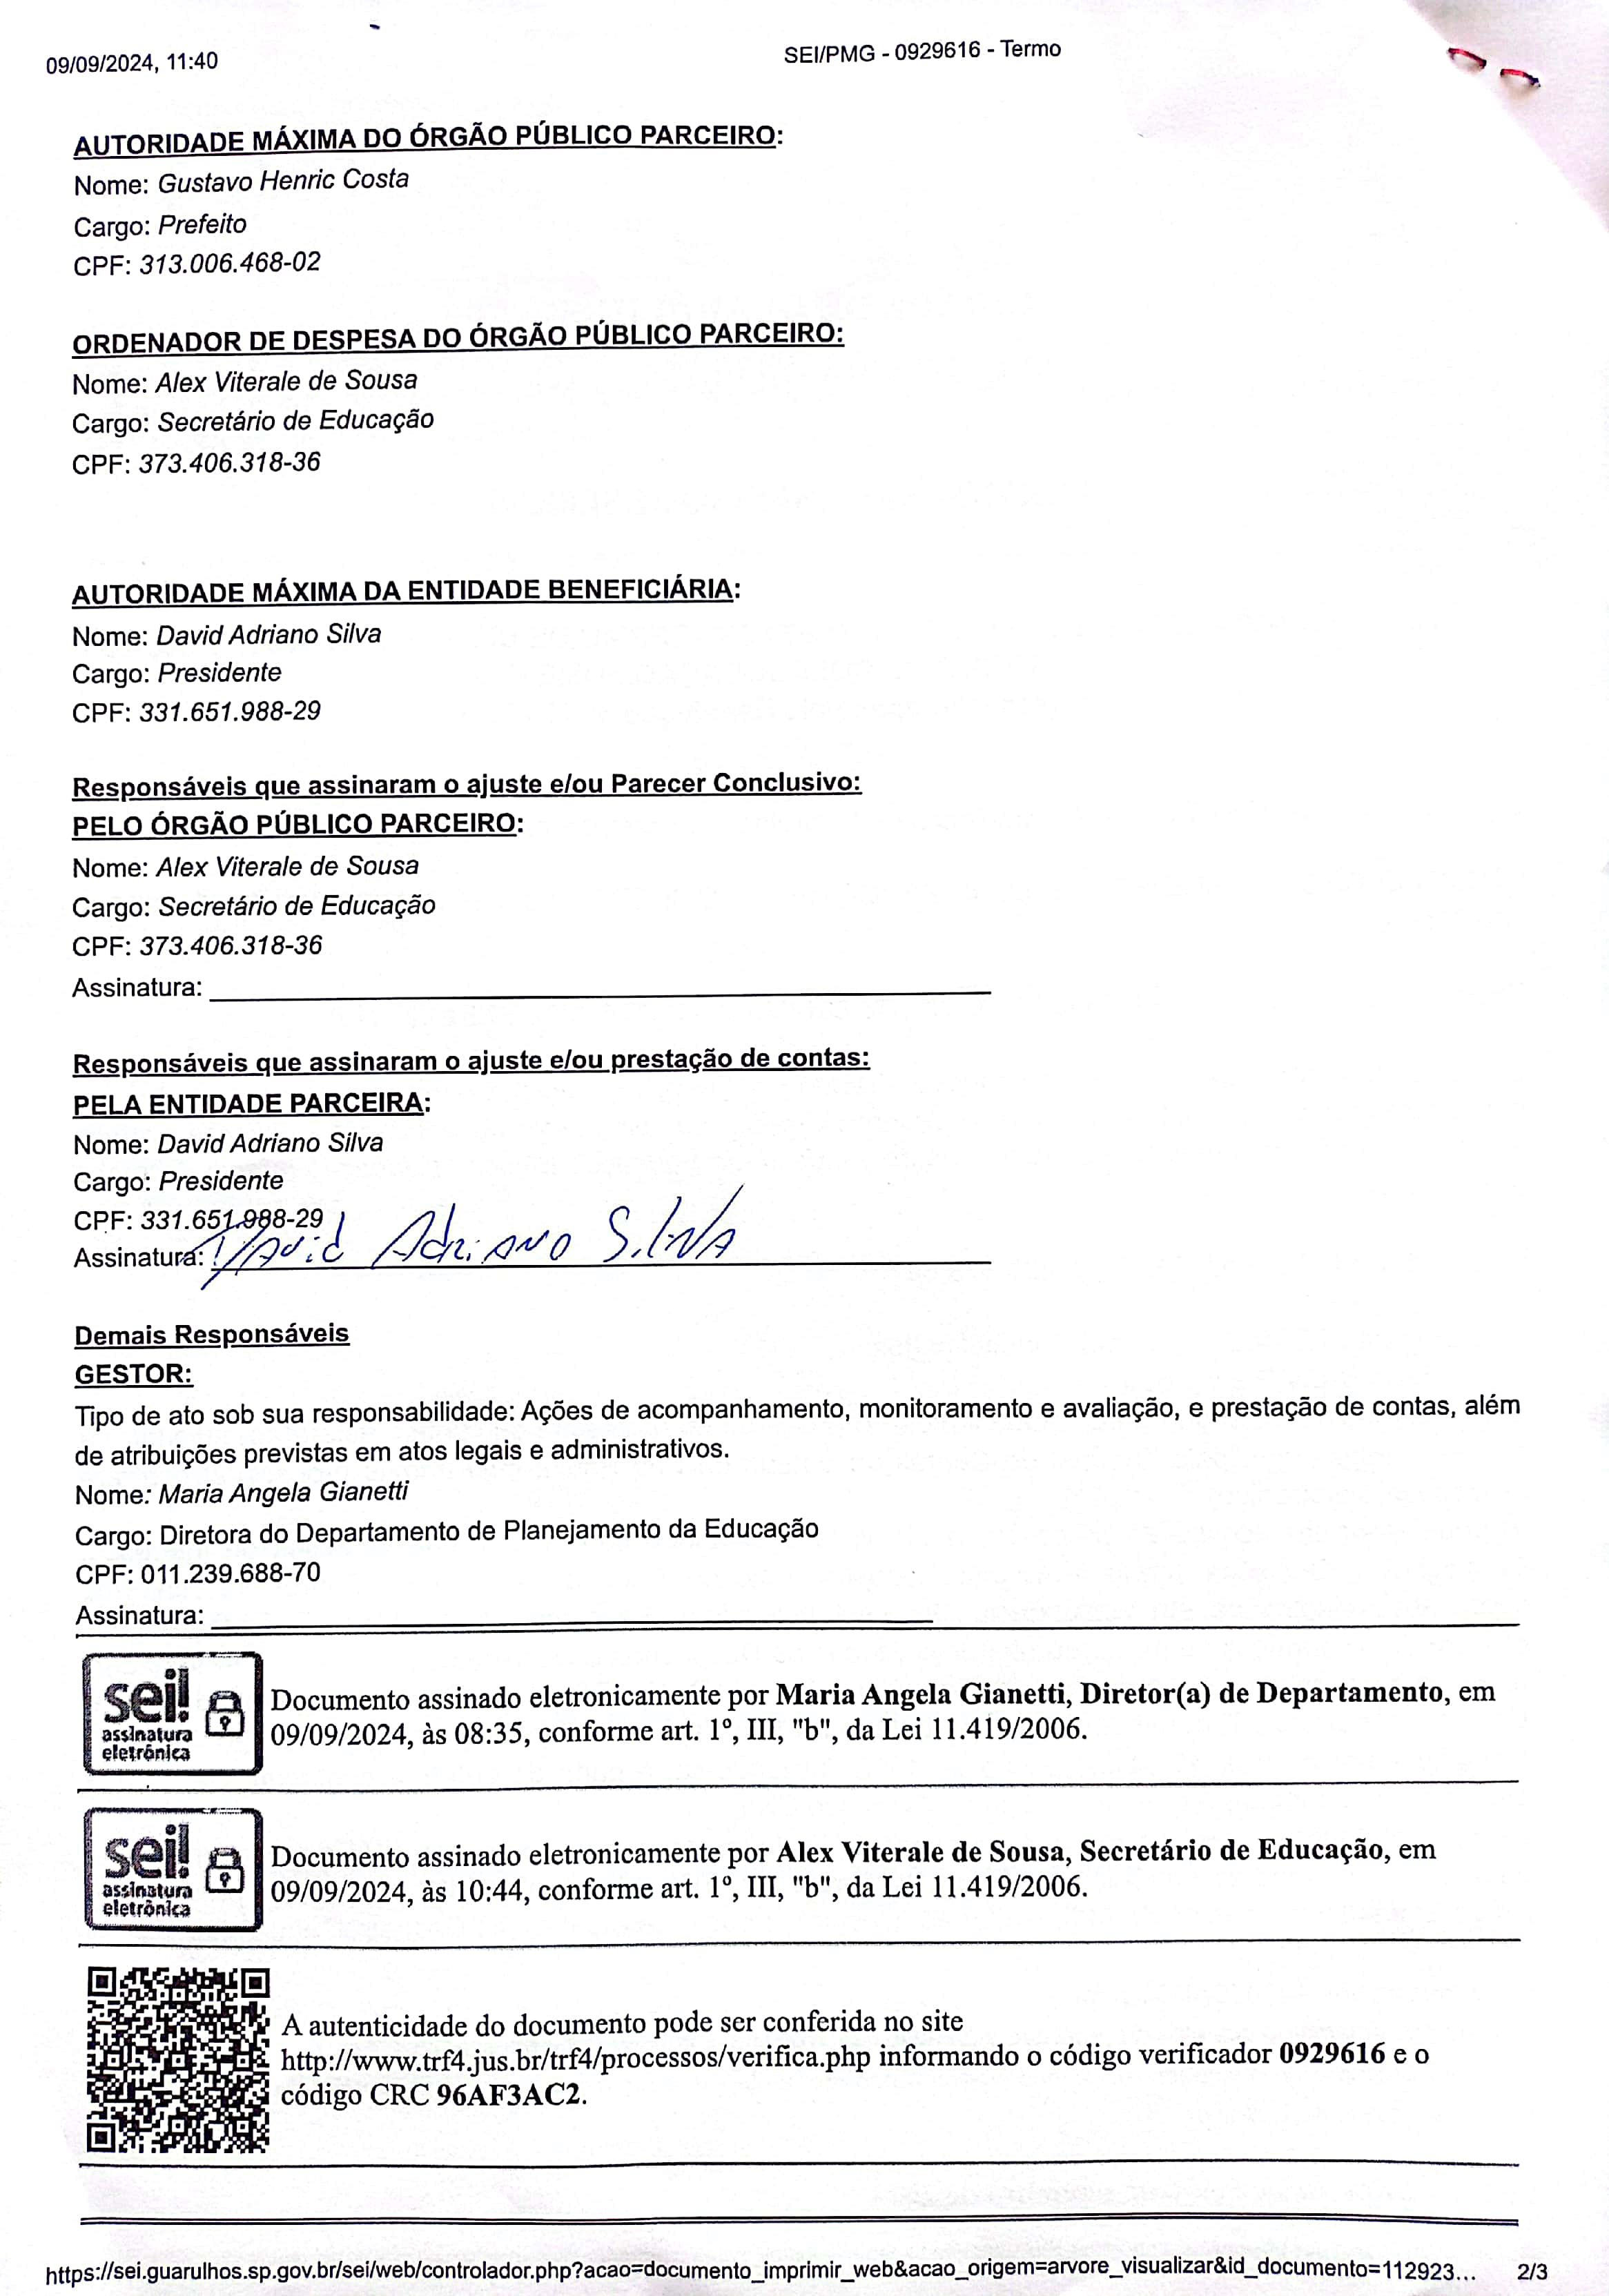 09/09/2024, 11:40
SEI/PMG - 0929616 - Termo
AUTORIDADE MÁXIMA DO ÓRGÃO PÚBLICO PARCEIRO:
Nome: Gustavo Henric Costa
Cargo: Prefeito
CPF: 313.006.468-02
ORDENADOR DE DESPESA DO ÓRGÃO PÚBLICO PARCEIRO:
Nome: Alex Viterale de Sousa
Cargo: Secretário de Educação
CPF: 373.406.318-36
AUTORIDADE MÁXIMA DA ENTIDADE BENEFICIÁRIA:
Nome: David Adriano Silva
Cargo: Presidente
CPF: 331.651.988-29
Responsáveis que assinaram o ajuste e/ou Parecer Conclusivo:
PELO ÓRGÃO PÚBLICO PARCEIRO:
Nome: Alex Viterale de Sousa
Cargo: Secretário de Educação
CPF: 373.406.318-36
Assinatura:
Responsáveis que assinaram o ajuste e/ou prestação de contas:
PELA ENTIDADE PARCEIRA:
Nome: David Adriano Silva
Cargo: Presidente
CPF: 331.651.988-29
Assinatura: David Adriano Silva
Demais Responsáveis
GESTOR:
Tipo de ato sob sua responsabilidade: Ações de acompanhamento, monitoramento e avaliação, e prestação de contas, além
de atribuições previstas em atos legais e administrativos.
Nome: Maria Angela Gianetti
Cargo: Diretora do Departamento de Planejamento da Educação
CPF: 011.239.688-70
Assinatura:
sei!
assinatura
eletrônica
Documento assinado eletronicamente por Maria Angela Gianetti, Diretor(a) de Departamento, em
09/09/2024, às 08:35, conforme art. 1º, III, "b", da Lei 11.419/2006.
sei!
assinatura
eletrônica
Documento assinado eletronicamente por Alex Viterale de Sousa, Secretário de Educação, em
09/09/2024, às 10:44, conforme art. 1º, III, "b", da Lei 11.419/2006.
A autenticidade do documento pode ser conferida no site
http://www.trf4.jus.br/trf4/processos/verifica.php informando o código verificador 0929616 e o
código CRC 96AF3AC2.
https://sei.guarulhos.sp.gov.br/sei/web/controlador.php?acao=documento_imprimir_web&acao_origem=arvore_visualizar&id_documento=112923... 2/3